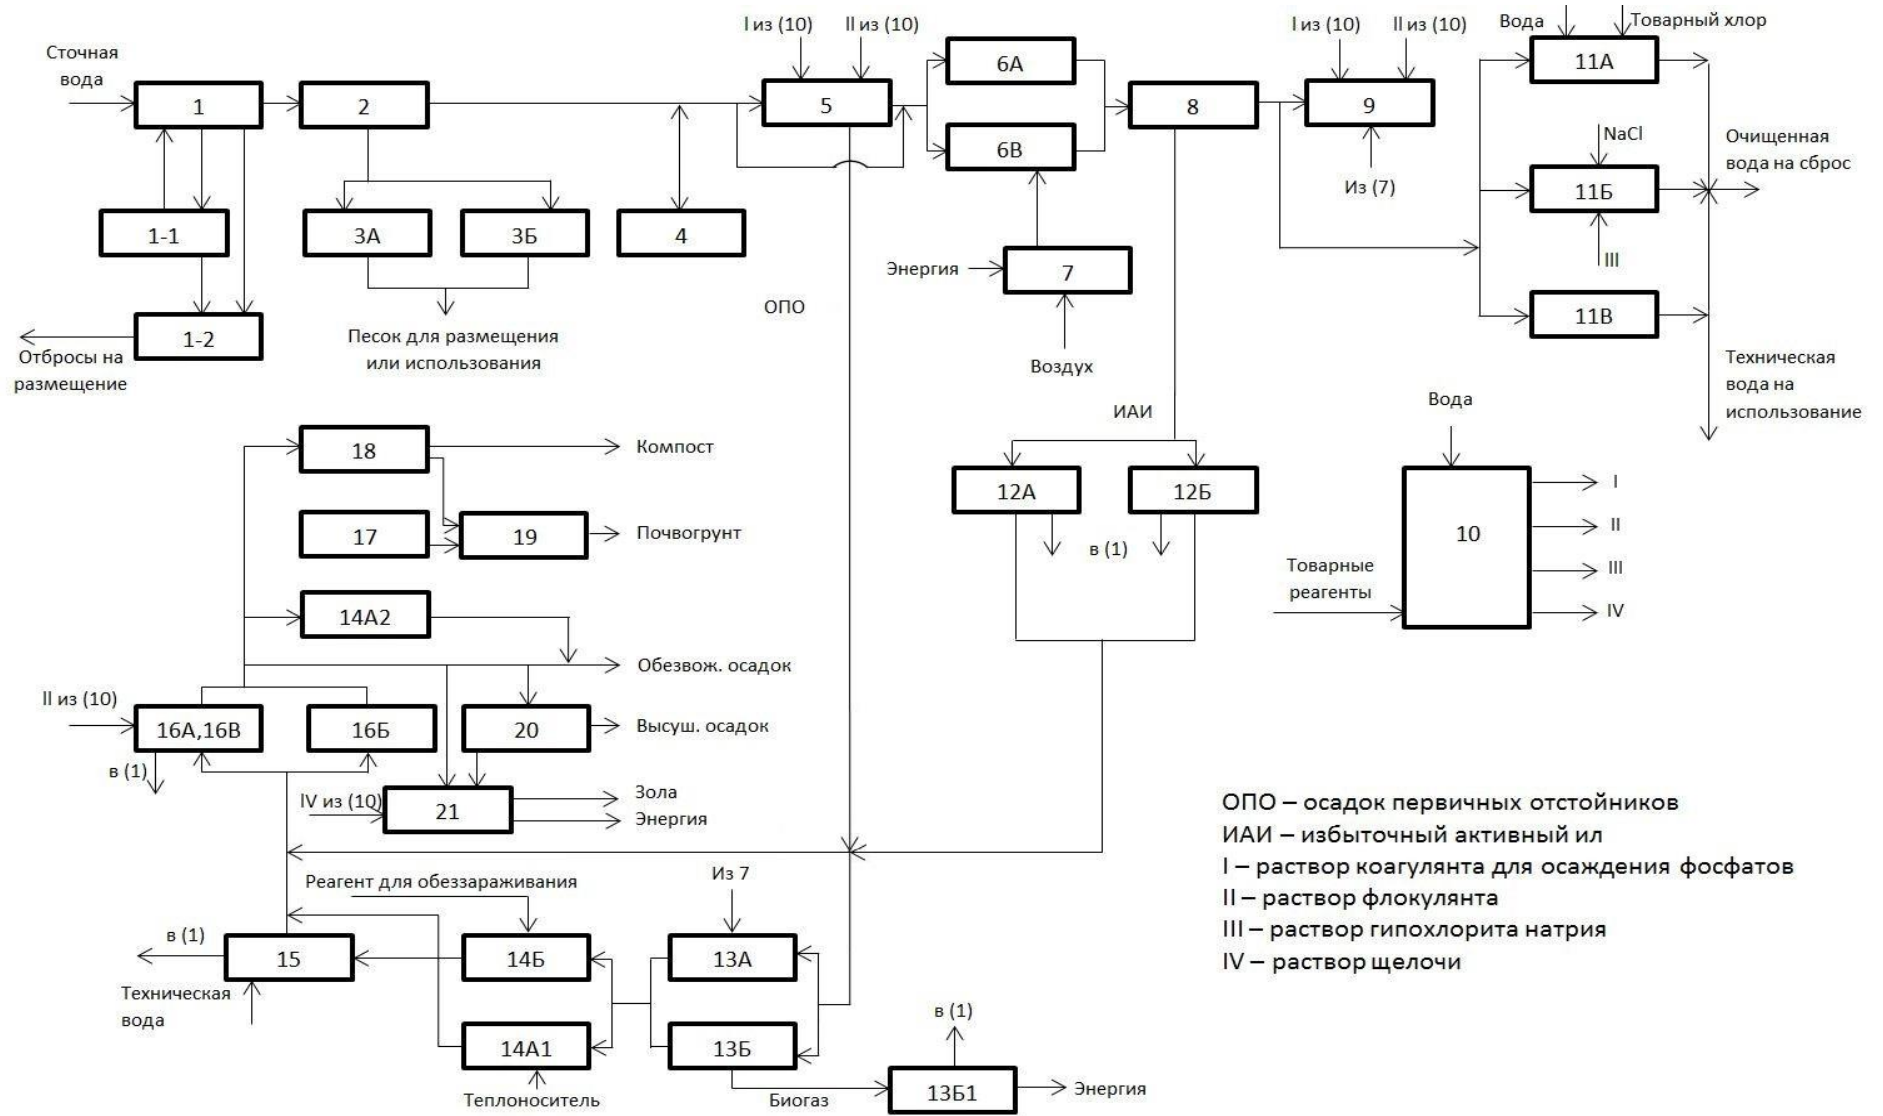 Сточная
вода
1
2
I из (10)
II из (10)
5
6А
6В
8
I из (10)
II из (10)
9
Из (7)
Вода
Товарный хлор
11А
NaCl
11Б
III
11В
Очищенная
вода на сброс
Техническая
вода на
использование
1-1
1-2
Отбросы на
размещение
3А
3Б
Песок для размещения
или использования
4
Энергия
7
Воздух
ОПО
ИАИ
12А
12Б
в (1)
Вода
Товарные
реагенты
10
I
II
III
IV
18
Компост
17
19
Почвогрунт
14А2
Обезвож. осадок
II из (10)
16А,16В
в (1)
16Б
20
Высуш. осадок
IV из (10)
21
Зола
Энергия
Реагент для обеззараживания
Из 7
в (1)
15
Техническая
вода
14Б
14А1
Теплоноситель
13А
13Б
Биогаз
в (1)
13Б1
Энергия
ОПО – осадок первичных отстойников
ИАИ – избыточный активный ил
I – раствор коагулянта для осаждения фосфатов
II – раствор флокулянта
III – раствор гипохлорита натрия
IV – раствор щелочи